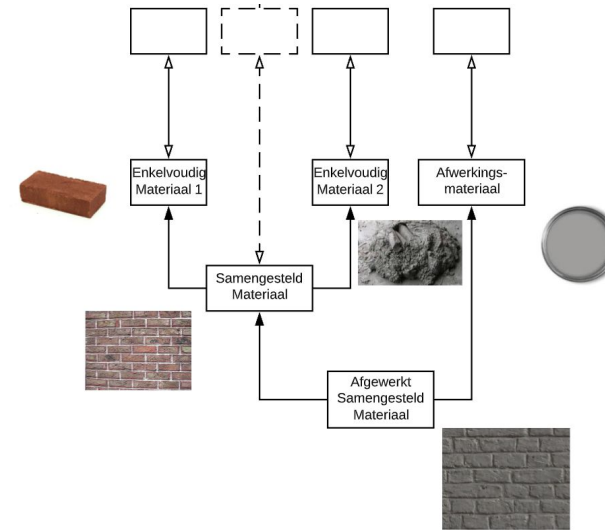 Enkelvoudig
Materiaal 1
Enkelvoudig
Materiaal 2
Afwerkings-
materiaal
Samengesteld
Materiaal
Afgewerkt
Samengesteld
Materiaal